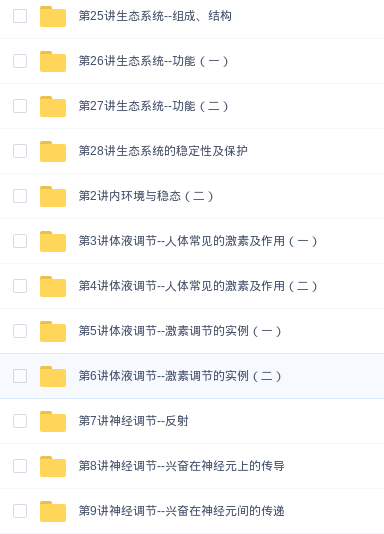 第25讲生态系统--组成、结构
第26讲生态系统--功能（一）
第27讲生态系统--功能（二）
第28讲生态系统的稳定性及保护
第2讲内环境与稳态（二）
第3讲体液调节--人体常见的激素及作用（一）
第4讲体液调节--人体常见的激素及作用（二）
第5讲体液调节--激素调节的实例（一）
第6讲体液调节--激素调节的实例（二）
第7讲神经调节--反射
第8讲神经调节--兴奋在神经元上的传导
第9讲神经调节--兴奋在神经元间的传递